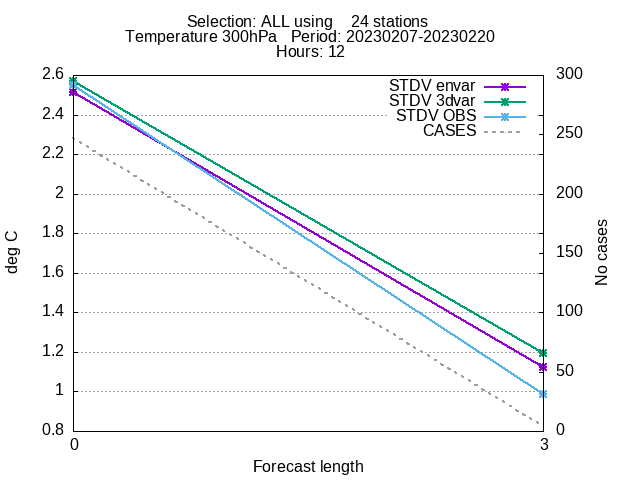 Selection: ALL using    24 stations
Temperature 300hPa   Period: 20230207-20230220
Hours: 12
2.6
2.4
2.2
2
1.8
1.6
1.4
1.2
1
0.8
deg C
STDV envar
STDV 3dvar
STDV OBS
CASES
300
250
200
150
100
50
0
No cases
0
3
Forecast length